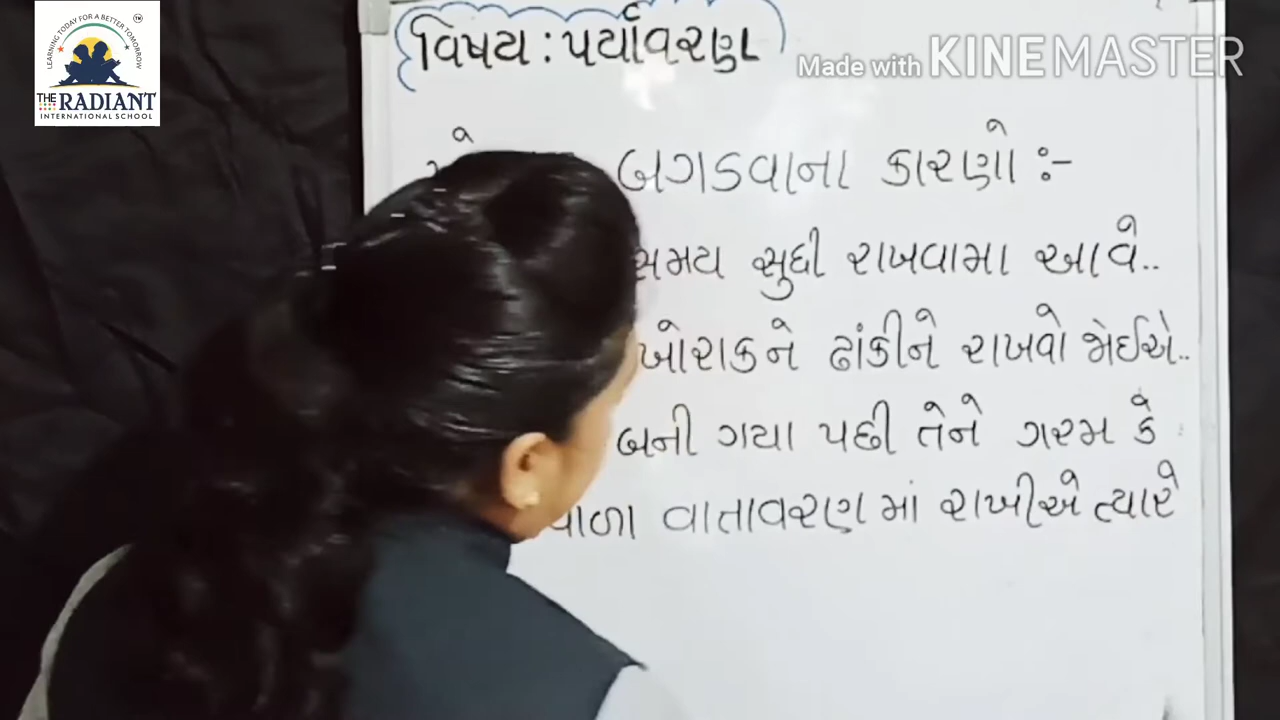 LEARNING TODAY FOR A BETTER TOMORROW
TM
THE RADIANT
INTERNATIONAL SCHOOL
Made with KINEMASTER
વિષય : પર્યાવરણ
બગડવાના કારણો :-
સમય સુધી રાખવામા આવે..
ખોરાકને ઢાંકીને રાખવો જોઈએ..
બની ગયા પછી તેને ગરમ કે
વાતાવરણ માં રાખીએ ત્યારે